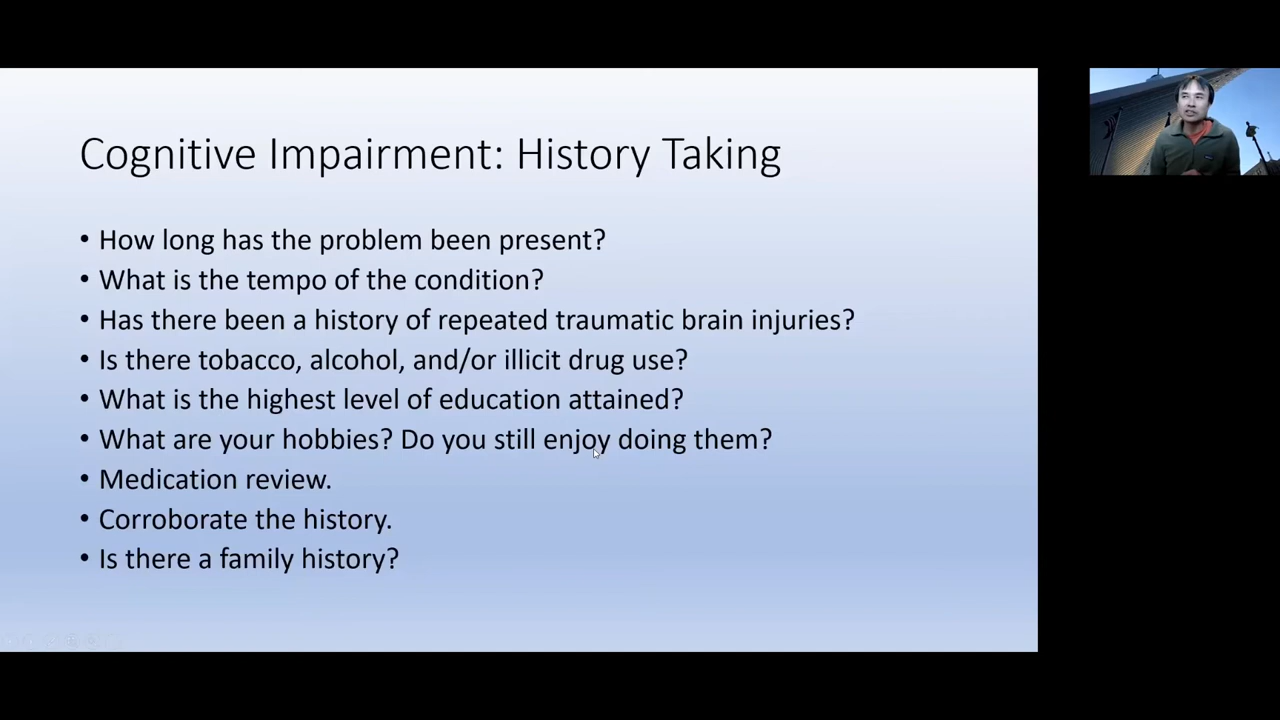 Cognitive Impairment: History Taking
• How long has the problem been present?
• What is the tempo of the condition?
• Has there been a history of repeated traumatic brain injuries?
• Is there tobacco, alcohol, and/or illicit drug use?
• What is the highest level of education attained?
• What are your hobbies? Do you still enjoy doing them?
• Medication review.
• Corroborate the history.
• Is there a family history?